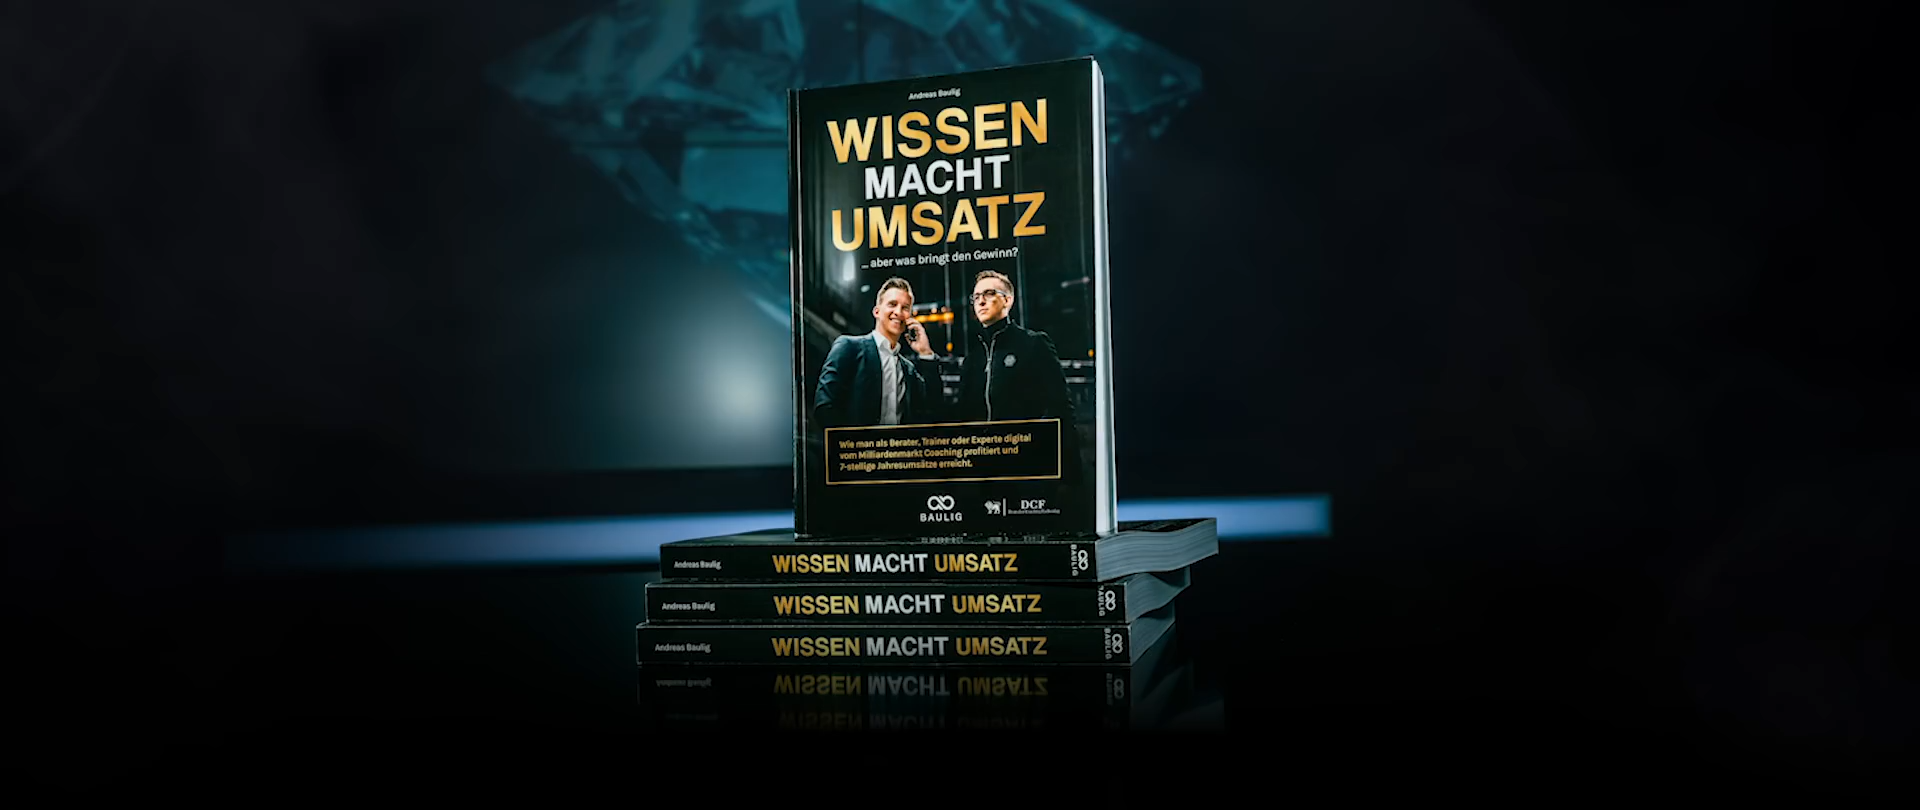 Andreas Baulig
WISSEN
MACHT
UMSATZ
... aber was bringt den Gewinn?
Wie man als Berater, Trainer oder Experte digital
vom Milliardenmarkt Coaching profitiert und
7-stellige Jahresumsätze erreicht.
BAULIG
DCF
Andreas Baulig WISSEN MACHT UMSATZ BAULIG
Andreas Baulig WISSEN MACHT UMSATZ BAULIG
Andreas Baulig WISSEN MACHT UMSATZ BAULIG